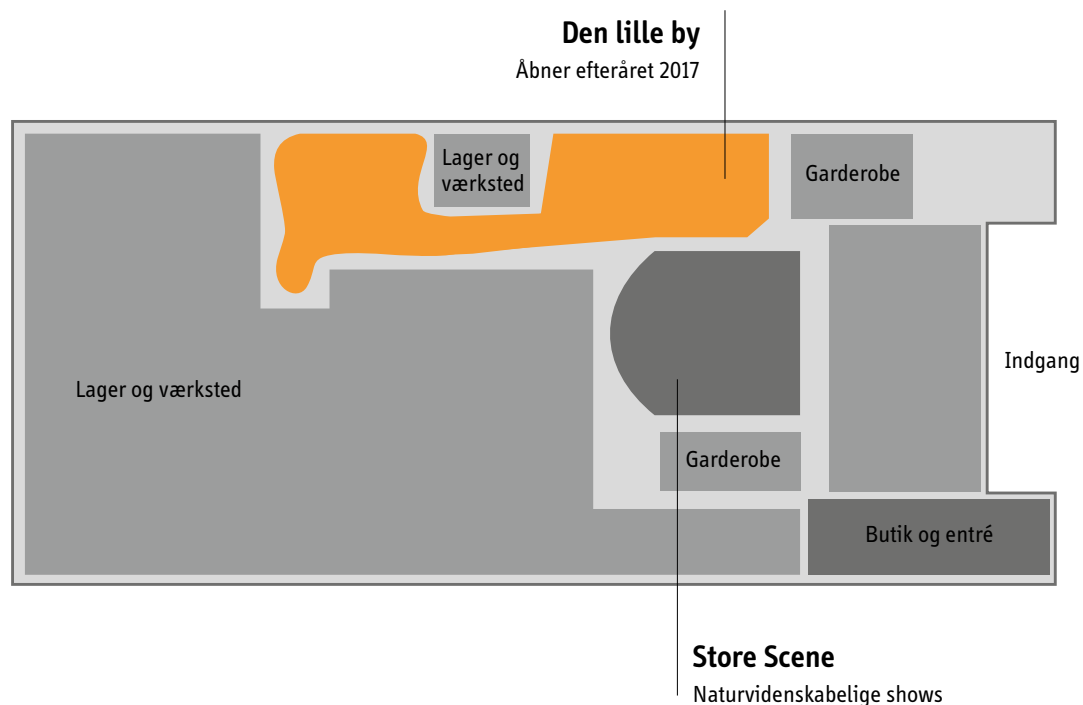 Den lille by
Åbner efteråret 2017
Lager og
værksted
Garderobe
Indgang
Lager og værksted
Garderobe
Butik og entré
Store Scene
Naturvidenskabelige shows